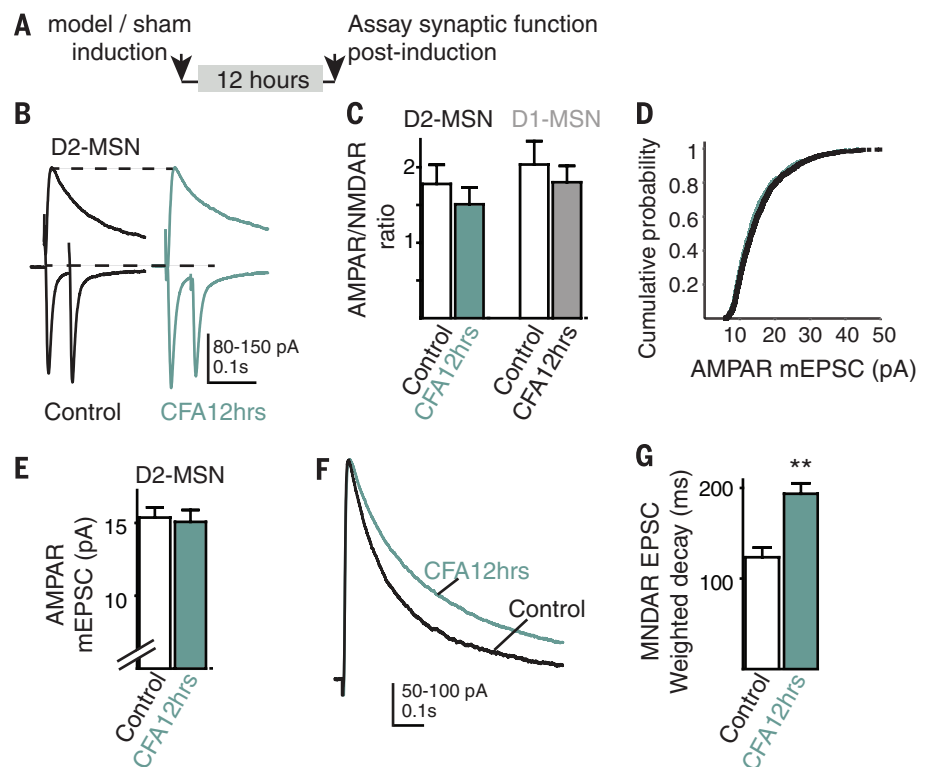 A
model / sham
induction
12 hours
Assay synaptic function
post-induction
B
D2-MSN
80-150 pA
0.1s
Control
CFA12hrs
C
D2-MSN
D1-MSN
AMPAR/NMDAR
ratio
2
1
Control
CFA12hrs
Control
CFA12hrs
D
Cumulative probability
1
0.8
0.6
0.4
0.2
10 20 30 40 50
AMPAR mEPSC (pA)
E
D2-MSN
AMPAR
mEPSC (pA)
15
10
Control
CFA12hrs
F
CFA12hrs
Control
50-100 pA
0.1s
G
**
MNDAR EPSC
Weighted decay (ms)
200
100
Control
CFA12hrs